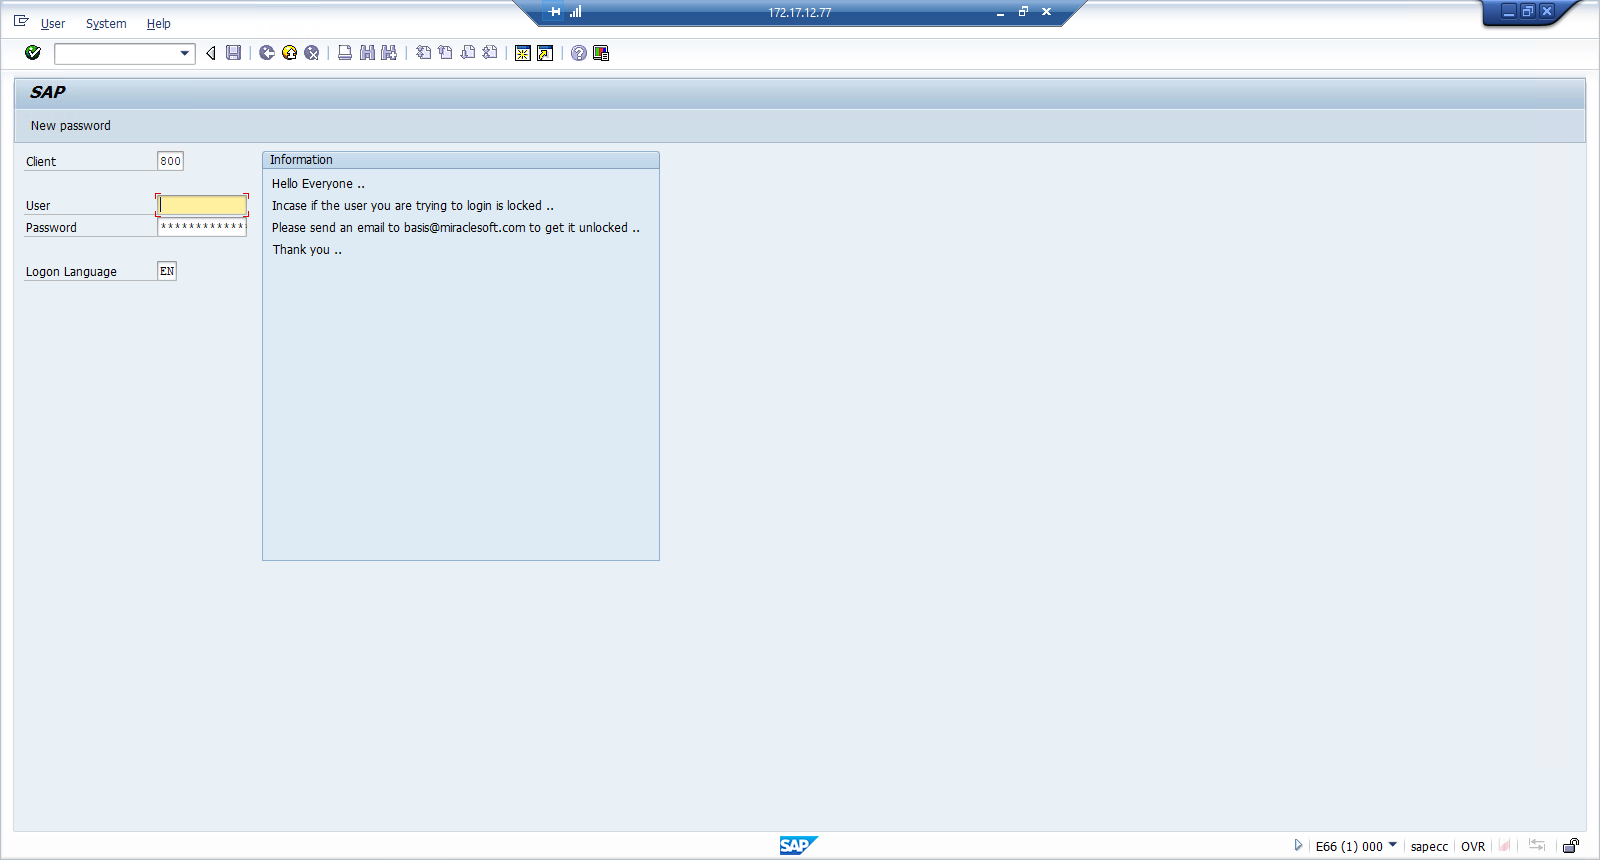 172.17.12.77
User System Help
SAP
New password
Client 800
User
Password ************
Logon Language EN
Information
Hello Everyone ..
Incase if the user you are trying to login is locked ..
Please send an email to basis@miraclesoft.com to get it unlocked ..
Thank you ..
SAP
E66 (1) 000 sapecc OVR